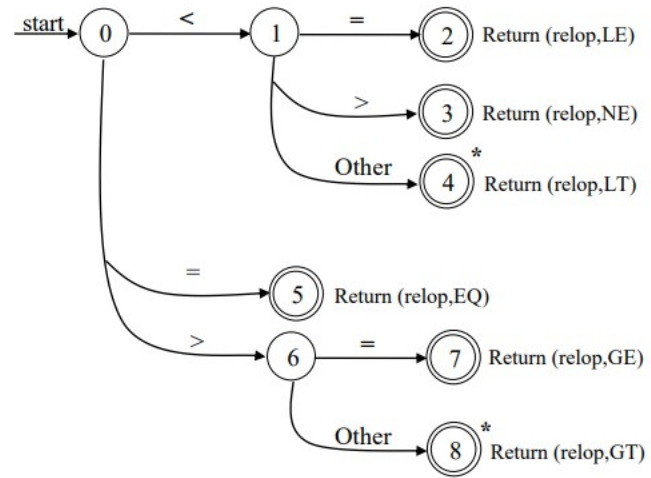 start 0 < 1 = 2 Return (relop,LE)
> 3 Return (relop,NE)
Other 4 * Return (relop,LT)
= 5 Return (relop,EQ)
> 6 = 7 Return (relop,GE)
Other 8 * Return (relop,GT)